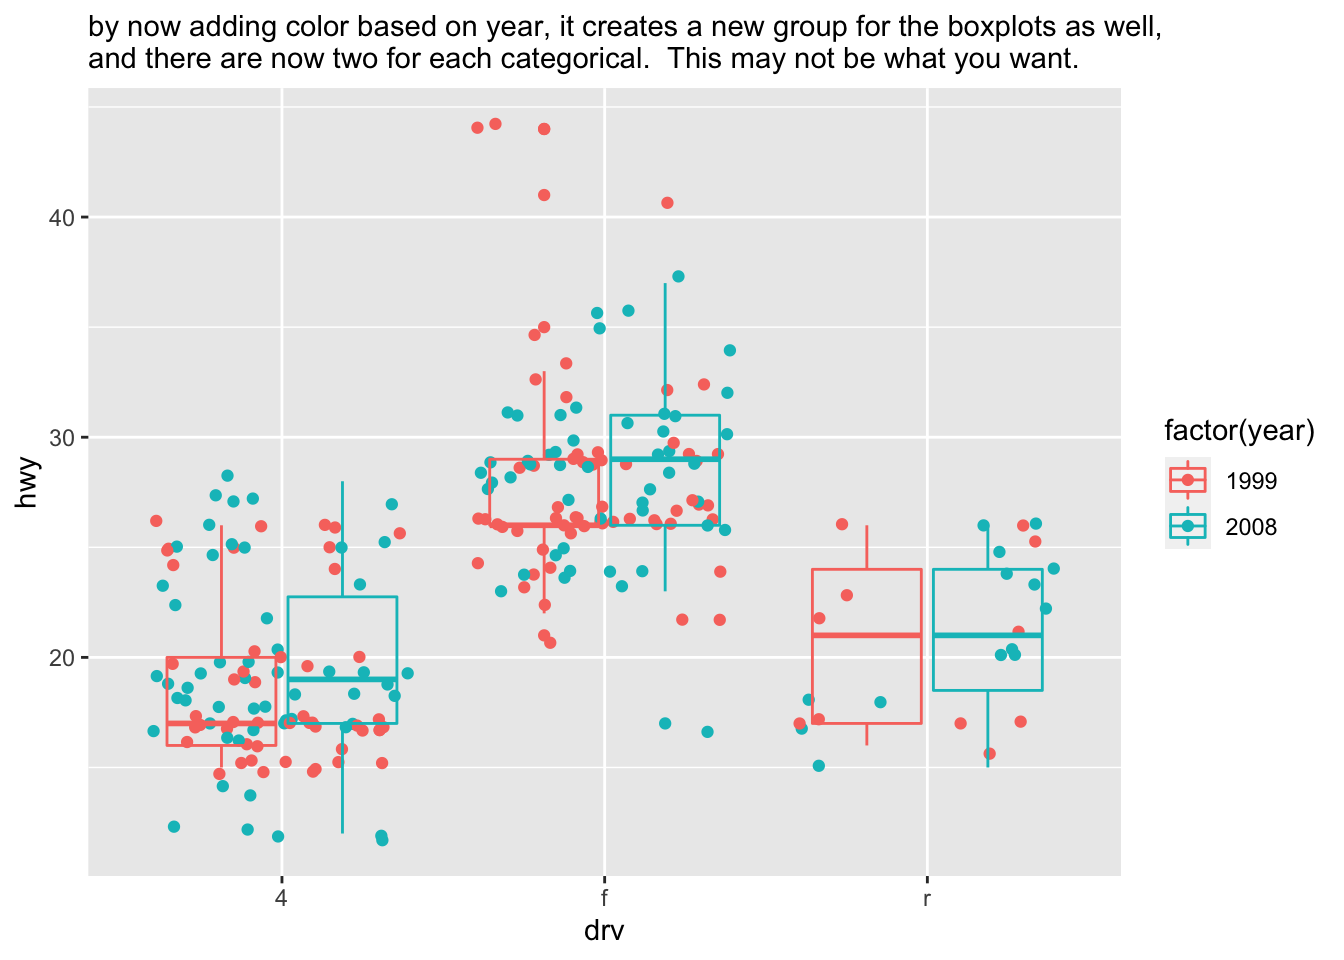 by now adding color based on year, it creates a new group for the boxplots as well,
and there are now two for each categorical.  This may not be what you want.
40
30
20
hwy
4
f
r
drv
factor(year)
1999
2008